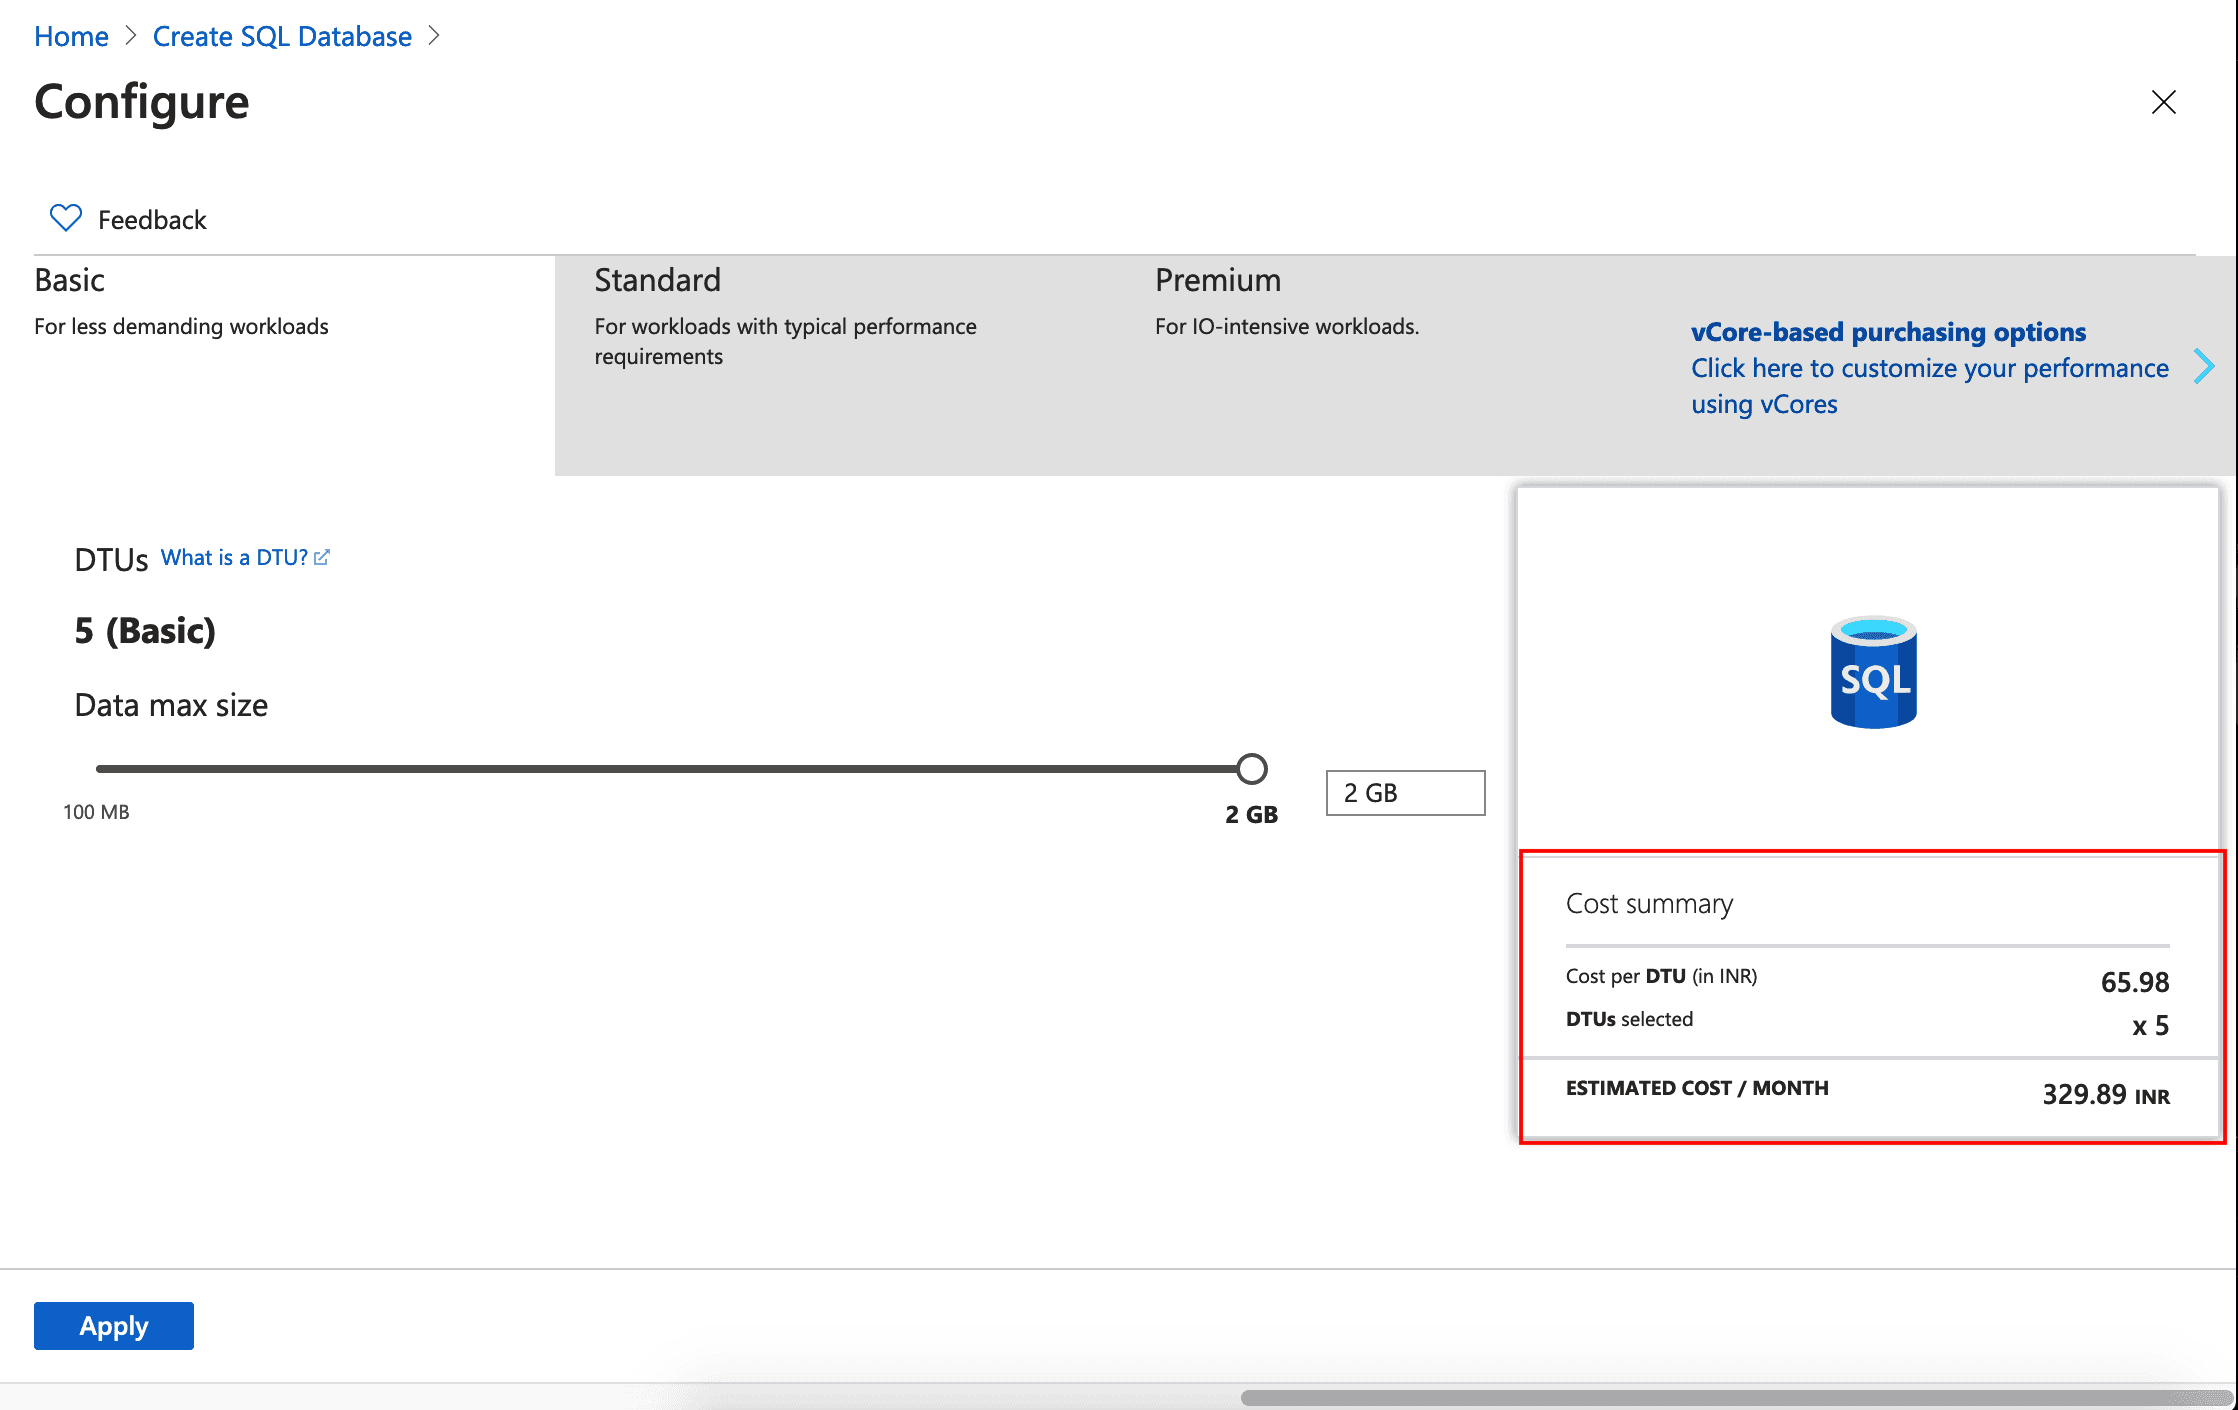 Home > Create SQL Database >
Configure
Feedback
Basic
For less demanding workloads
Standard
For workloads with typical performance
requirements
Premium
For IO-intensive workloads.
vCore-based purchasing options
Click here to customize your performance
using vCores
DTUs What is a DTU?
5 (Basic)
Data max size
100 MB
2 GB
2 GB
SQL
Cost summary
Cost per DTU (in INR) 65.98
DTUs selected x 5
ESTIMATED COST / MONTH 329.89 INR
Apply